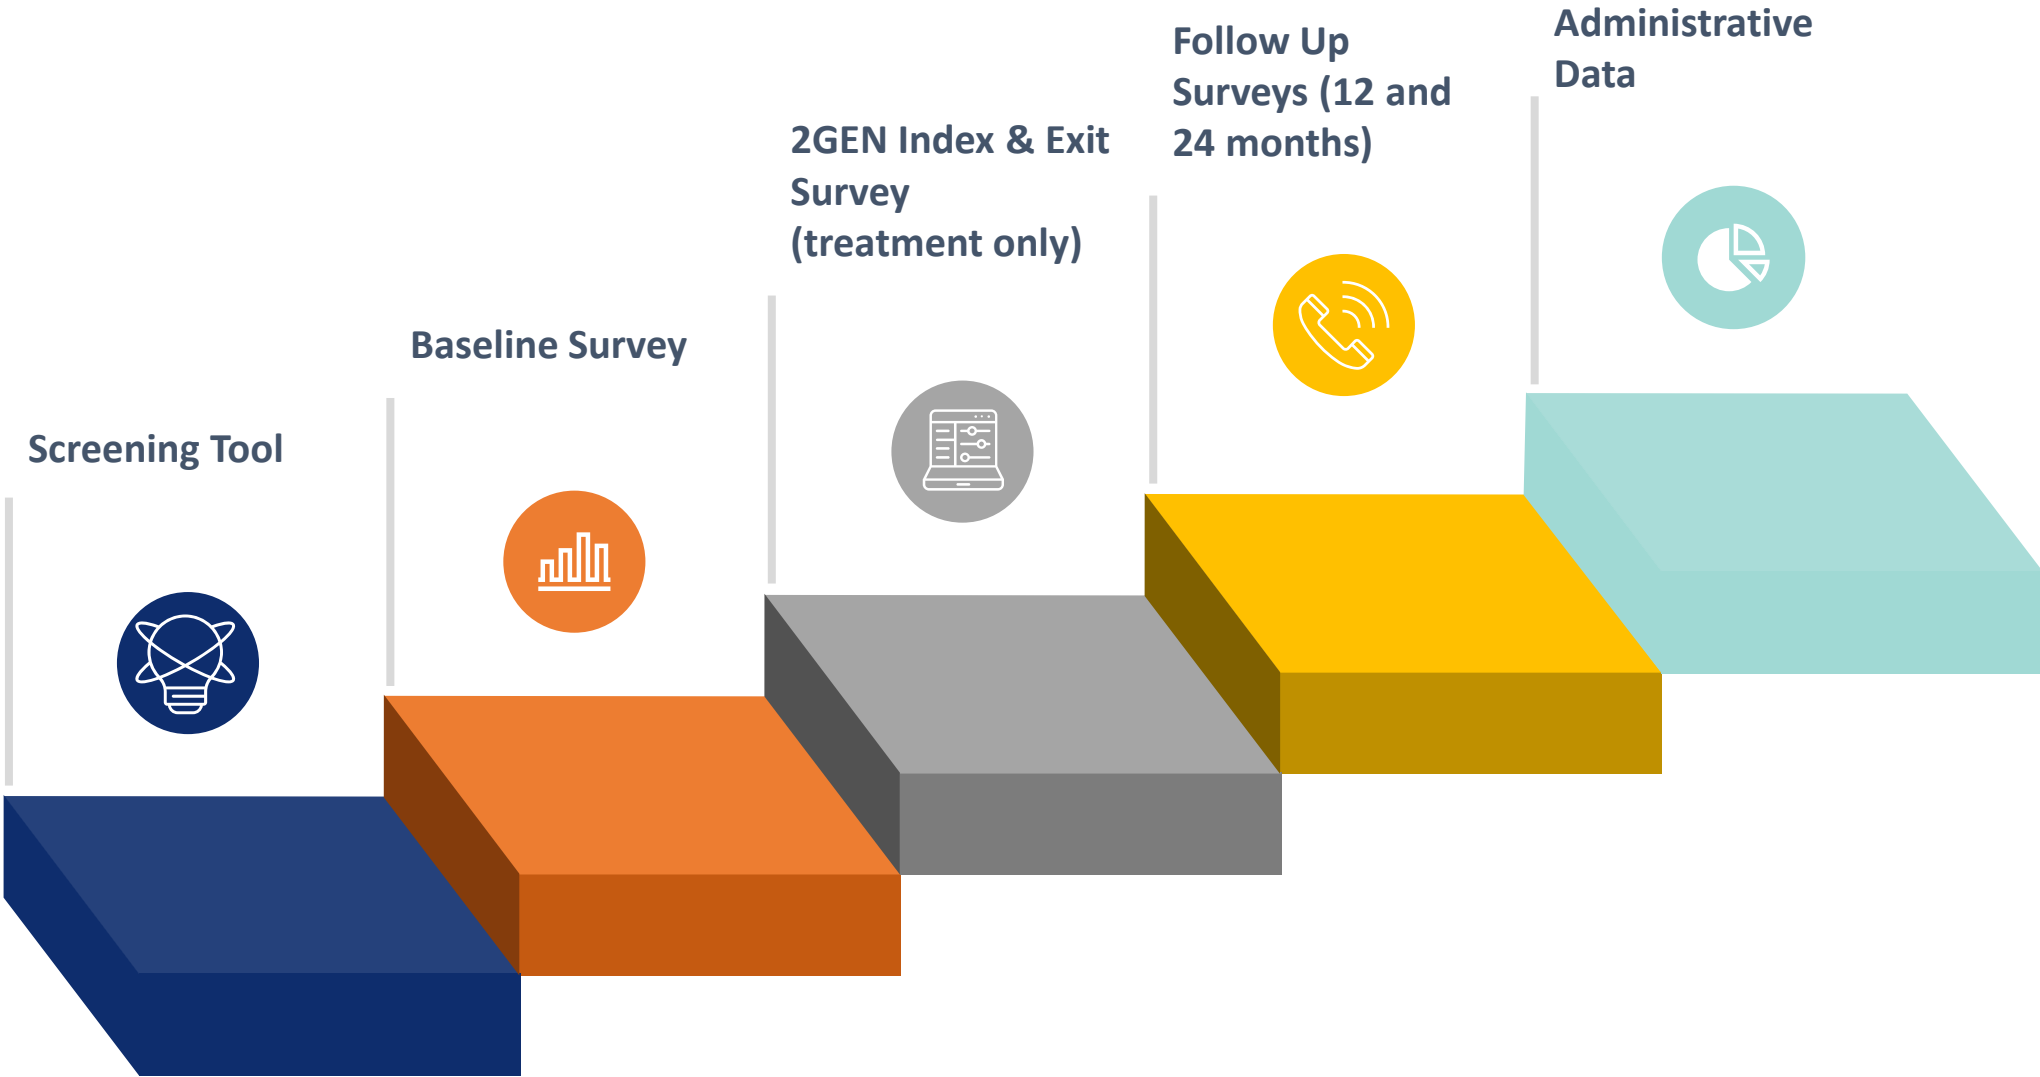 Screening Tool
Baseline Survey
2GEN Index & Exit
Survey
(treatment only)
Follow Up
Surveys (12 and
24 months)
Administrative
Data